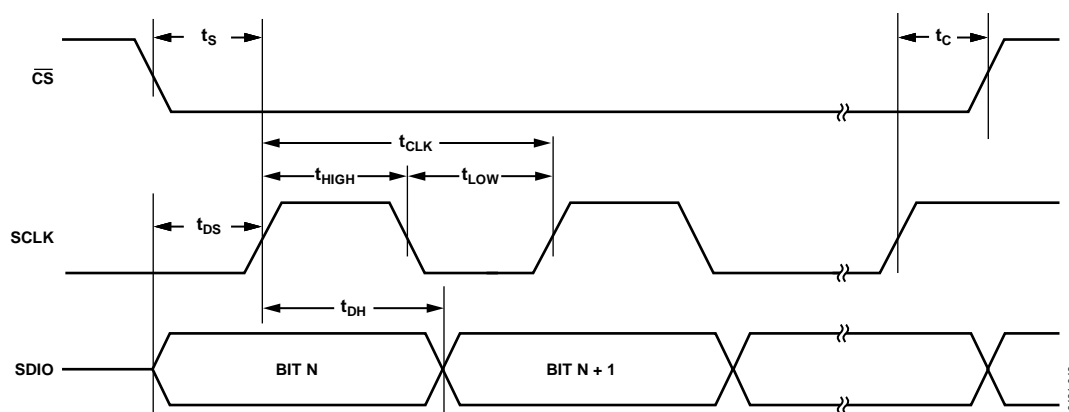 tS
tC
CS
tCLK
tHIGH
tLOW
tDS
SCLK
tDH
SDIO
BIT N
BIT N + 1